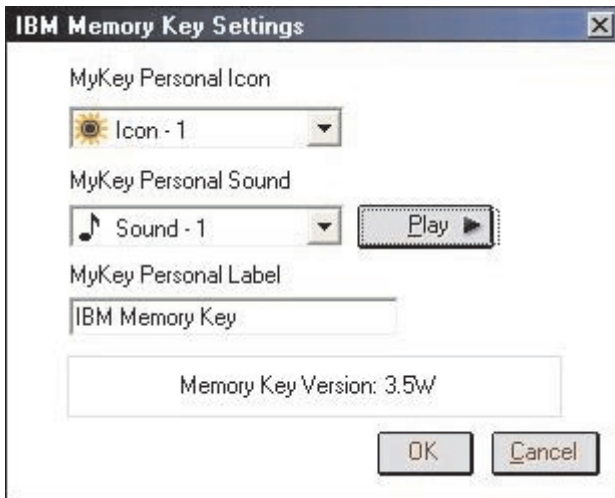 IBM Memory Key Settings
MyKey Personal Icon
Icon - 1
MyKey Personal Sound
Sound - 1
Play
MyKey Personal Label
IBM Memory Key
Memory Key Version: 3.5W
OK Cancel